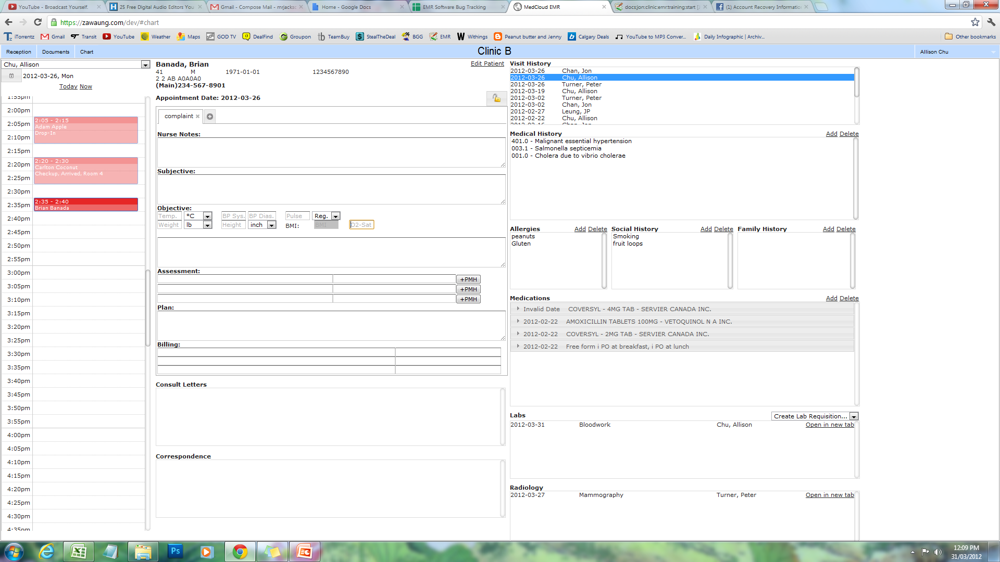 YouTube - Broadcast Yourself.
25 Free Digital Audio Editors You
Gmail - Compose Mail - mrjacksc
Home - Google Docs
EMR Software Bug Tracking
MedCloud EMR
docs:jon:clinic:emr:training:start [
(1) Account Recovery Informatio
https://zawaung.com/dev/#chart
iTorrentz
Gmail
Transit
YouTube
Weather
Maps
GOD TV
DealFind
Groupon
TeamBuy
StealTheDeal
BGG
EMR
Withings
Peanut butter and Jenny
Calgary Deals
YouTube to MP3 Conver...
Daily Infographic | Archiv...
Other bookmarks
Reception
Documents
Chart
Clinic B
Allison Chu
Chu, Allison
2012-03-26, Mon
Today Now
1:55pm
2:00pm
2:05pm
2:10pm
2:15pm
2:20pm
2:25pm
2:30pm
2:35pm
2:40pm
2:45pm
2:50pm
2:55pm
3:00pm
3:05pm
3:10pm
3:15pm
3:20pm
3:25pm
3:30pm
3:35pm
3:40pm
3:45pm
3:50pm
3:55pm
4:00pm
4:05pm
4:10pm
4:15pm
4:20pm
4:25pm
4:30pm
4:35pm
2:05 - 2:15
Adam Apple
Drop-In
2:20 - 2:30
Carlton Coconut
Checkup, Arrived, Room 4
2:35 - 2:40
Brian Banada
Banada, Brian
Edit Patient
41 M 1971-01-01 1234567890
2 2 AB A0A0A0
(Main)234-567-8901
Appointment Date: 2012-03-26
complaint
Nurse Notes:
Subjective:
Objective:
Temp. °C BP Sys. BP Dias. Pulse Reg.
Weight lb Height inch BMI: BMI O2-Sat
Assessment:
+PMH
+PMH
+PMH
Plan:
Billing:
Consult Letters
Correspondence
Visit History
2012-03-26 Chan, Jon
2012-03-26 Chu, Allison
2012-03-26 Turner, Peter
2012-03-19 Chu, Allison
2012-03-02 Turner, Peter
2012-03-02 Chan, Jon
2012-02-27 Leung, JP
2012-02-22 Chu, Allison
2012-02-16 Chan, Jon
Medical History Add Delete
401.0 - Malignant essential hypertension
003.1 - Salmonella septicemia
001.0 - Cholera due to vibrio cholerae
Allergies Add Delete
peanuts
Gluten
Social History Add Delete
Smoking
fruit loops
Family History Add Delete
Medications Add Delete
Invalid Date COVERSYL - 4MG TAB - SERVIER CANADA INC.
2012-02-22 AMOXICILLIN TABLETS 100MG - VETOQUINOL N A INC.
2012-02-22 COVERSYL - 2MG TAB - SERVIER CANADA INC.
2012-02-22 Free form i PO at breakfast, i PO at lunch
Labs Create Lab Requisition...
2012-03-31 Bloodwork Chu, Allison Open in new tab
Radiology
2012-03-27 Mammography Turner, Peter Open in new tab
Ps
12:09 PM
31/03/2012